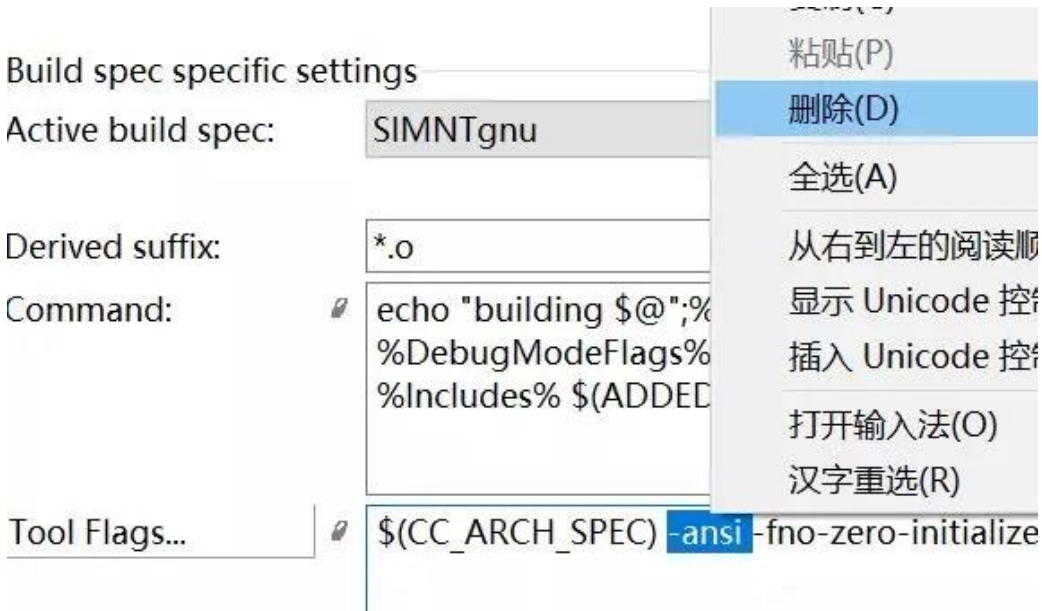 粘贴(P)
Build spec specific settings
删除(D)
Active build spec:
SIMNTgnu
全选(A)
Derived suffix:
*.o
从右到左的阅读顺
Command:
echo "building $@";%
显示 Unicode 控制
%DebugModeFlags%
插入 Unicode 控制
%Includes% $(ADDED
打开输入法(O)
汉字重选(R)
Tool Flags...
$(CC_ARCH_SPEC) -ansi -fno-zero-initialize